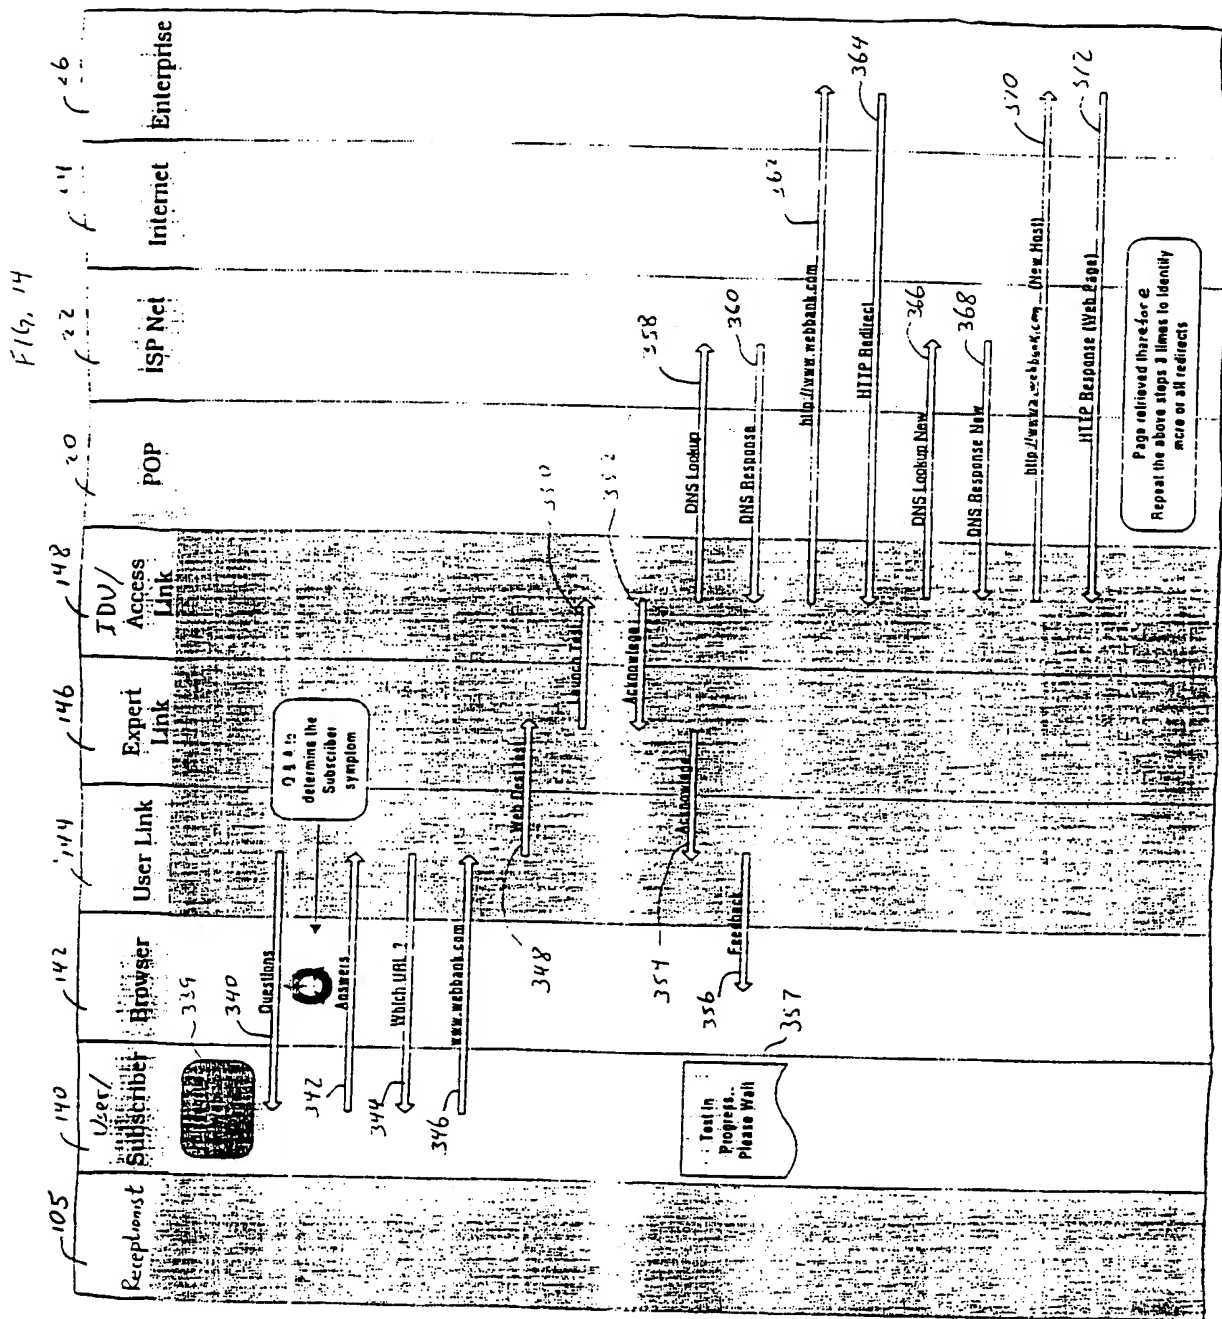 FIG. 14
105
140
142
144
146
148
20
22
14
26
Receptionist
User/
Subscriber
Browser
User Link
Expert
Link
IDU/
Access
Link
POP
ISP Net
Internet
Enterprise
339
340
Questions
Q & A to
determine the
Subscriber
symptom
342
Answers
344
Which URL?
346
www.webbank.com
348
Web Decline
350
Launch Test
352
Acknowledge
354
Acknowledge
356
Feedback
357
Test in
Progress..
Please Wait
DNS Lookup
358
DNS Response
360
http://www.webbank.com
362
HTTP Redirect
364
DNS Lookup New
366
DNS Response New
368
(New Host)
370
HTTP Response (Web Page)
372
Page retrieved therefore
Repeat the above steps 3 times to identify
more or all redirects